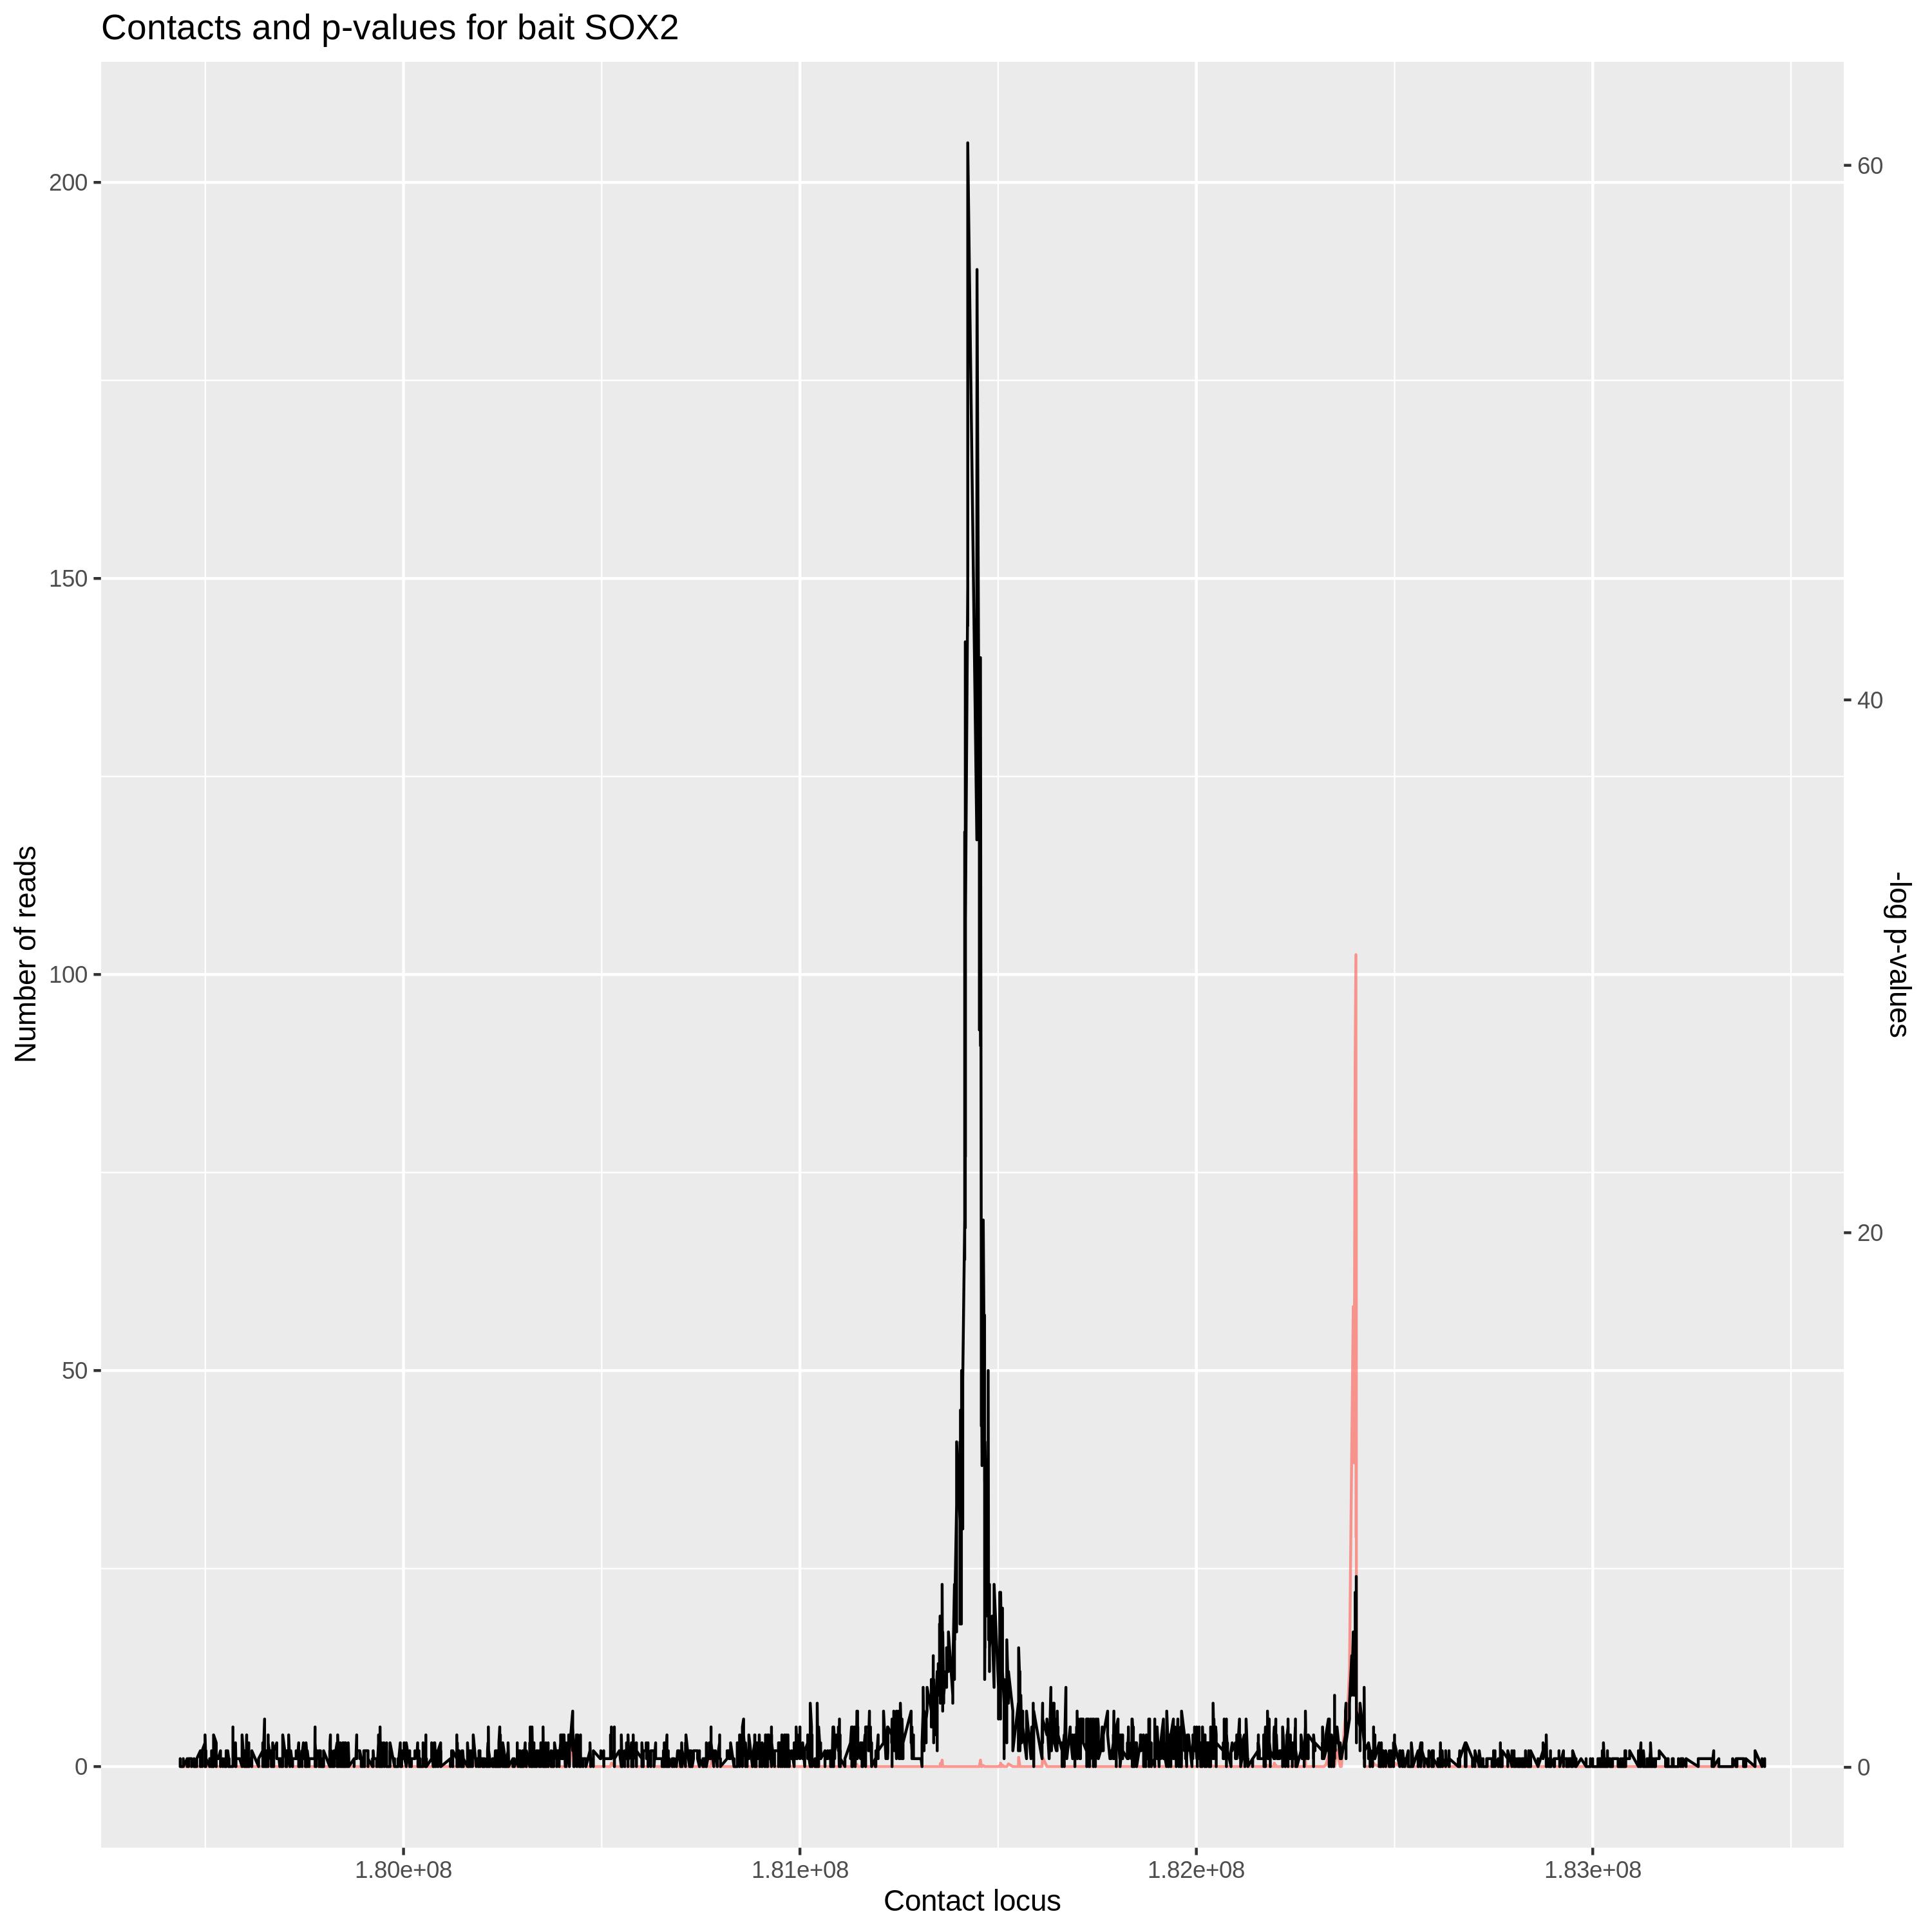 Contacts and p-values for bait SOX2
200
150
100
50
0
Number of reads
60
40
20
0
-log p-values
1.80e+08
1.81e+08
1.82e+08
1.83e+08
Contact locus